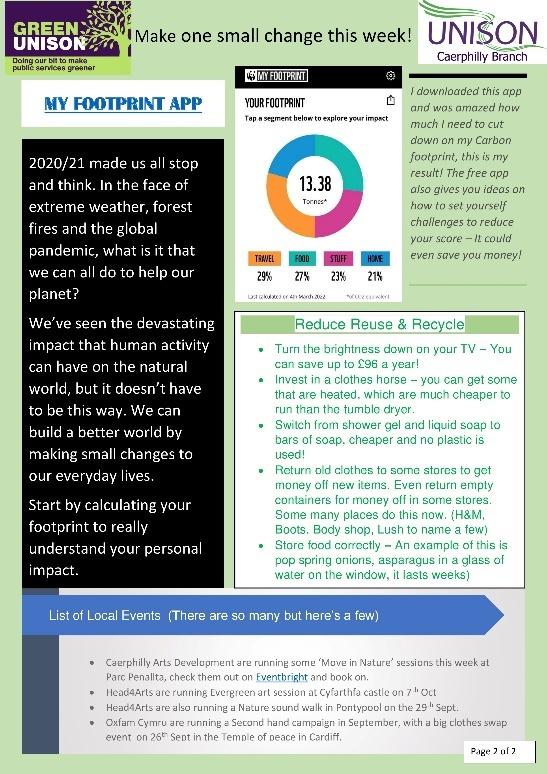 GREEN
UNISON
Doing our bit to make
public services greener
Make one small change this week!
UNISON
Caerphilly Branch
MY FOOTPRINT APP
2020/21 made us all stop
and think. In the face of
extreme weather, forest
fires and the global
pandemic, what is it that
we can all do to help our
planet?
We've seen the devastating
impact that human activity
can have on the natural
world, but it doesn't have
to be this way. We can
build a better world by
making small changes to
our everyday lives.
Start by calculating your
footprint to really
understand your personal
impact.
WWF MY FOOTPRINT
YOUR FOOTPRINT
Tap a segment below to explore your impact
13.38
Tonnes*
TRAVEL FOOD STUFF HOME
29% 27% 23% 21%
Last calculated on 4th March 2022
*of CO2 equivalent
I downloaded this app
and was amazed how
much I need to cut
down on my Carbon
footprint, this is my
result! The free app
also gives you ideas on
how to set yourself
challenges to reduce
your score – It could
even save you money!
Reduce Reuse & Recycle
• Turn the brightness down on your TV – You
can save up to £96 a year!
• Invest in a clothes horse – you can get some
that are heated, which are much cheaper to
run than the tumble dryer.
• Switch from shower gel and liquid soap to
bars of soap, cheaper and no plastic is
used!
• Return old clothes to some stores to get
money off new items. Even return empty
containers for money off in some stores.
Some many places do this now. (H&M,
Boots, Body shop, Lush to name a few)
• Store food correctly – An example of this is
pop spring onions, asparagus in a glass of
water on the window, it lasts weeks)
List of Local Events (There are so many but here's a few)
• Caerphilly Arts Development are running some 'Move in Nature' sessions this week at
Parc Penallta, check them out on Eventbright and book on.
• Head4Arts are running Evergreen art session at Cyfarthfa castle on 7th Oct
• Head4Arts are also running a Nature sound walk in Pontypool on the 29th Sept.
• Oxfam Cymru are running a Second hand campaign in September, with a big clothes swap
event on 26th Sept in the Temple of peace in Cardiff.
Page 2 of 2